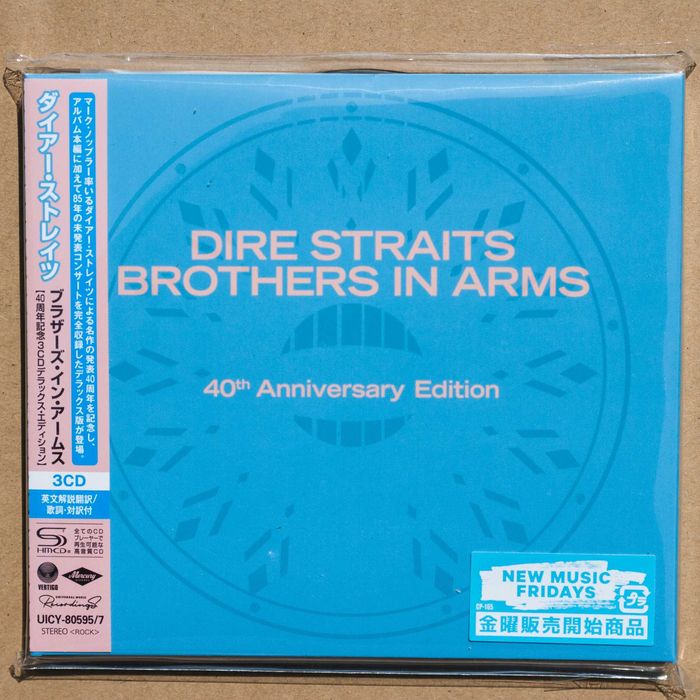 マーク・ノップラー率いるダイアー・ストレイツによる名作の発表40周年を記念し、
アルバム本編に加えて85年の未発表コンサートを完全収録したデラックス版が登場。
ダイアー・ストレイツ
ブラザーズ・イン・アームス
【40周年記念3CDデラックス・エディション】
3CD
英文解説翻訳/
歌詞・対訳付
SHM-CD®
全てのCD
プレーヤーで
再生可能な
高音質CD
VERTIGO
Mercury
UNIVERSAL MUSIC
Recordings
UICY-80595/7
STEREO <ROCK>
DIRE STRAITS
BROTHERS IN ARMS
40th Anniversary Edition
NEW MUSIC
FRIDAYS
プラ
OP-165
金曜販売開始商品